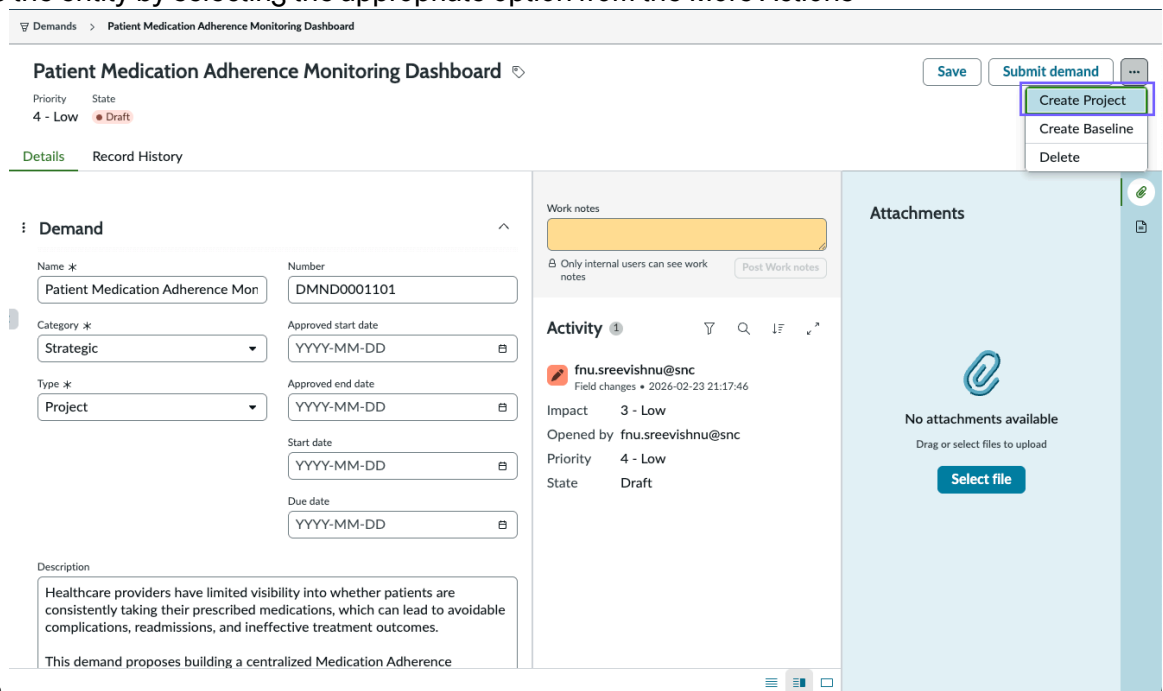 the entity by selecting the appropriate option from the More Actions
Demands > Patient Medication Adherence Monitoring Dashboard
Patient Medication Adherence Monitoring Dashboard
Save
Submit demand
...
Priority
State
4 - Low
Draft
Create Project
Create Baseline
Delete
Details
Record History
Demand
Name
Patient Medication Adherence Mon
Number
DMND0001101
Category
Strategic
Approved start date
YYYY-MM-DD
Type
Project
Approved end date
YYYY-MM-DD
Start date
YYYY-MM-DD
Due date
YYYY-MM-DD
Description
Healthcare providers have limited visibility into whether patients are
consistently taking their prescribed medications, which can lead to avoidable
complications, readmissions, and ineffective treatment outcomes.
This demand proposes building a centralized Medication Adherence
Work notes
Only internal users can see work
notes
Post Work notes
Activity 1
fnu.sreevishnu@snc
Field changes • 2026-02-23 21:17:46
Impact 3 - Low
Opened by fnu.sreevishnu@snc
Priority 4 - Low
State Draft
Attachments
No attachments available
Drag or select files to upload
Select file